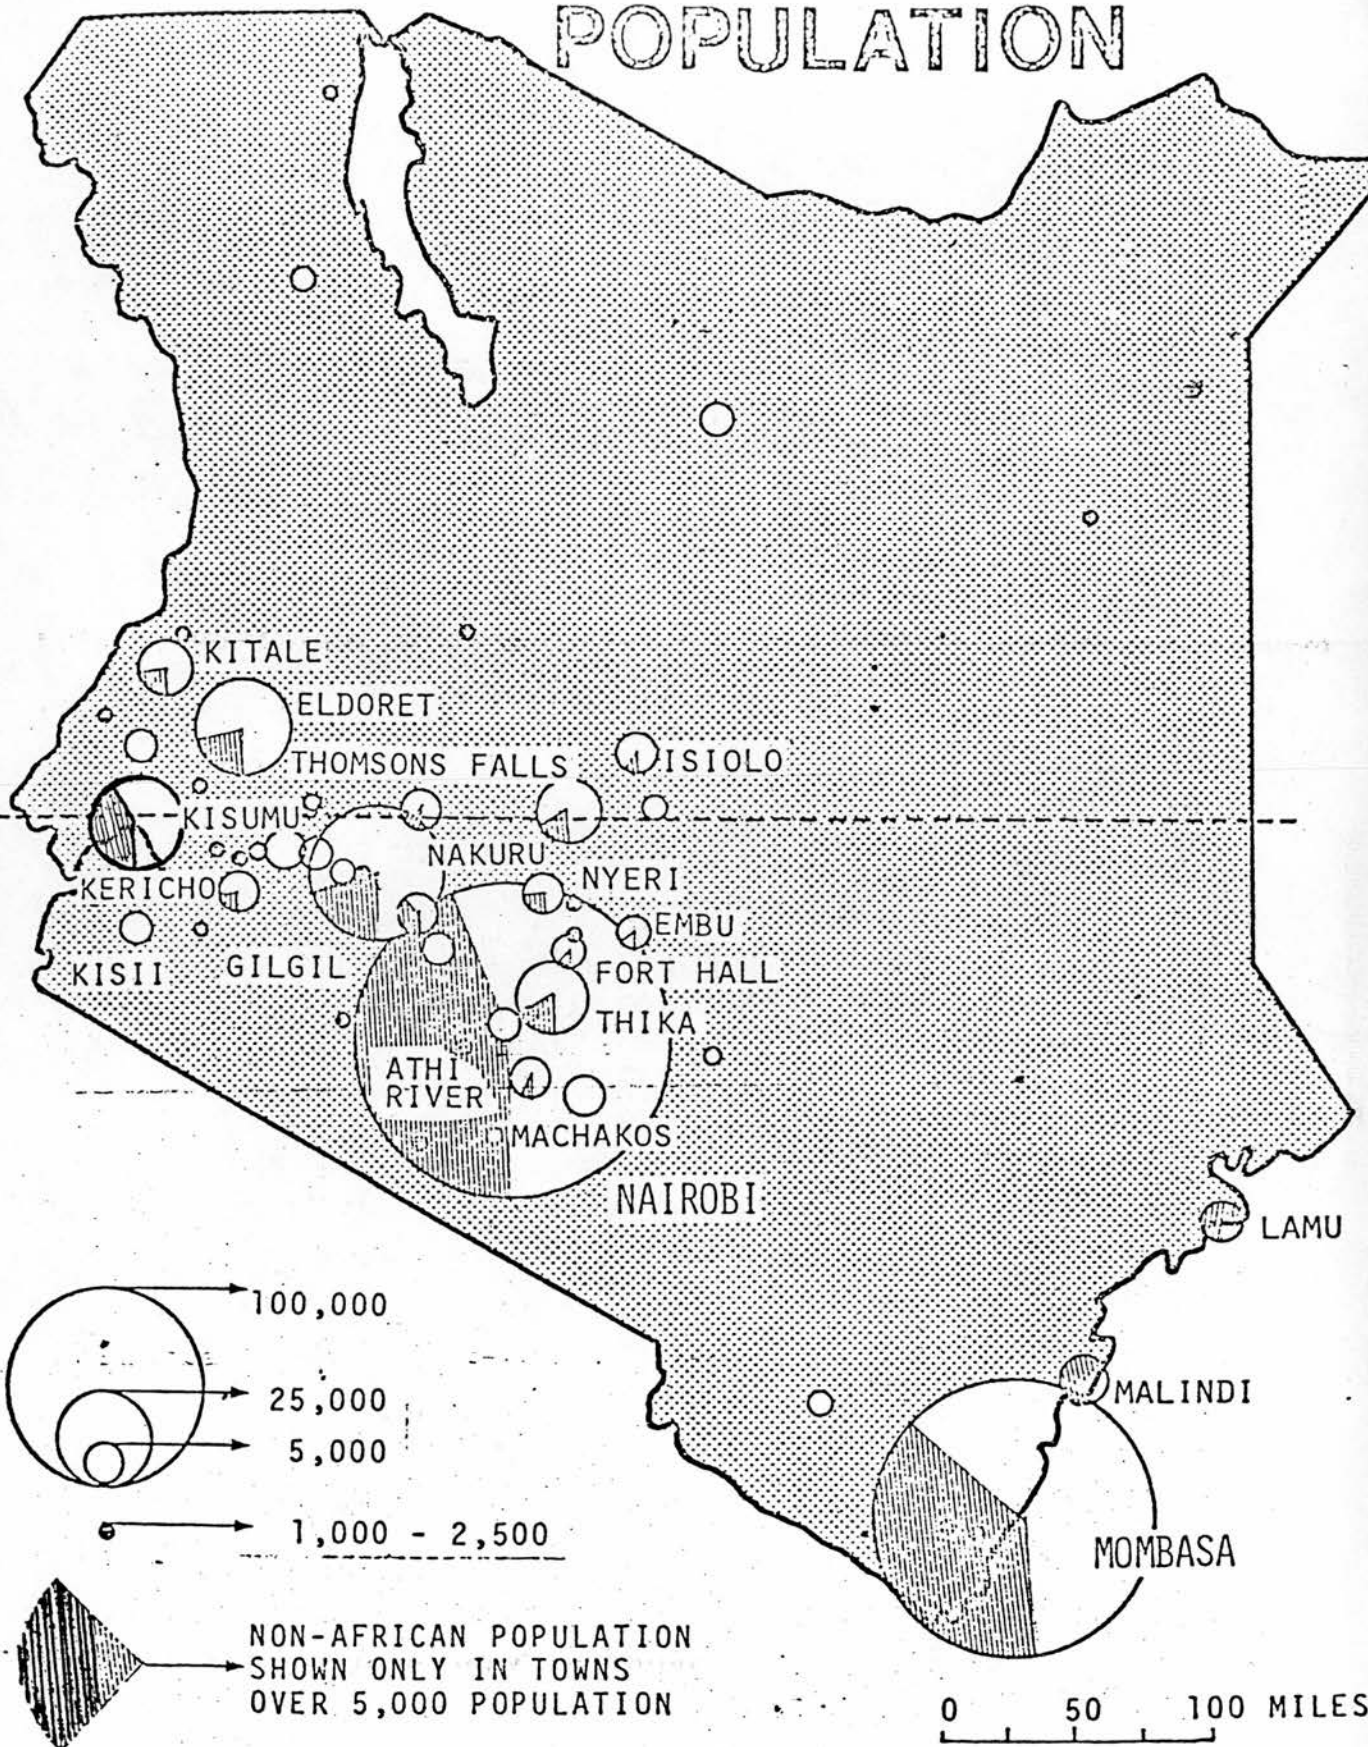 POPULATION
KITALE
ELDORET
THOMSONS FALLS
ISIOLO
KISUMU
NAKURU
KERICHO
NYERI
EMBU
KISII
GILGIL
FORT HALL
THIKA
ATHI
RIVER
MACHAKOS
NAIROBI
LAMU
MALINDI
MOMBASA
100,000
25,000
5,000
1,000 - 2,500
NON-AFRICAN POPULATION
SHOWN ONLY IN TOWNS
OVER 5,000 POPULATION
0 50 100 MILES